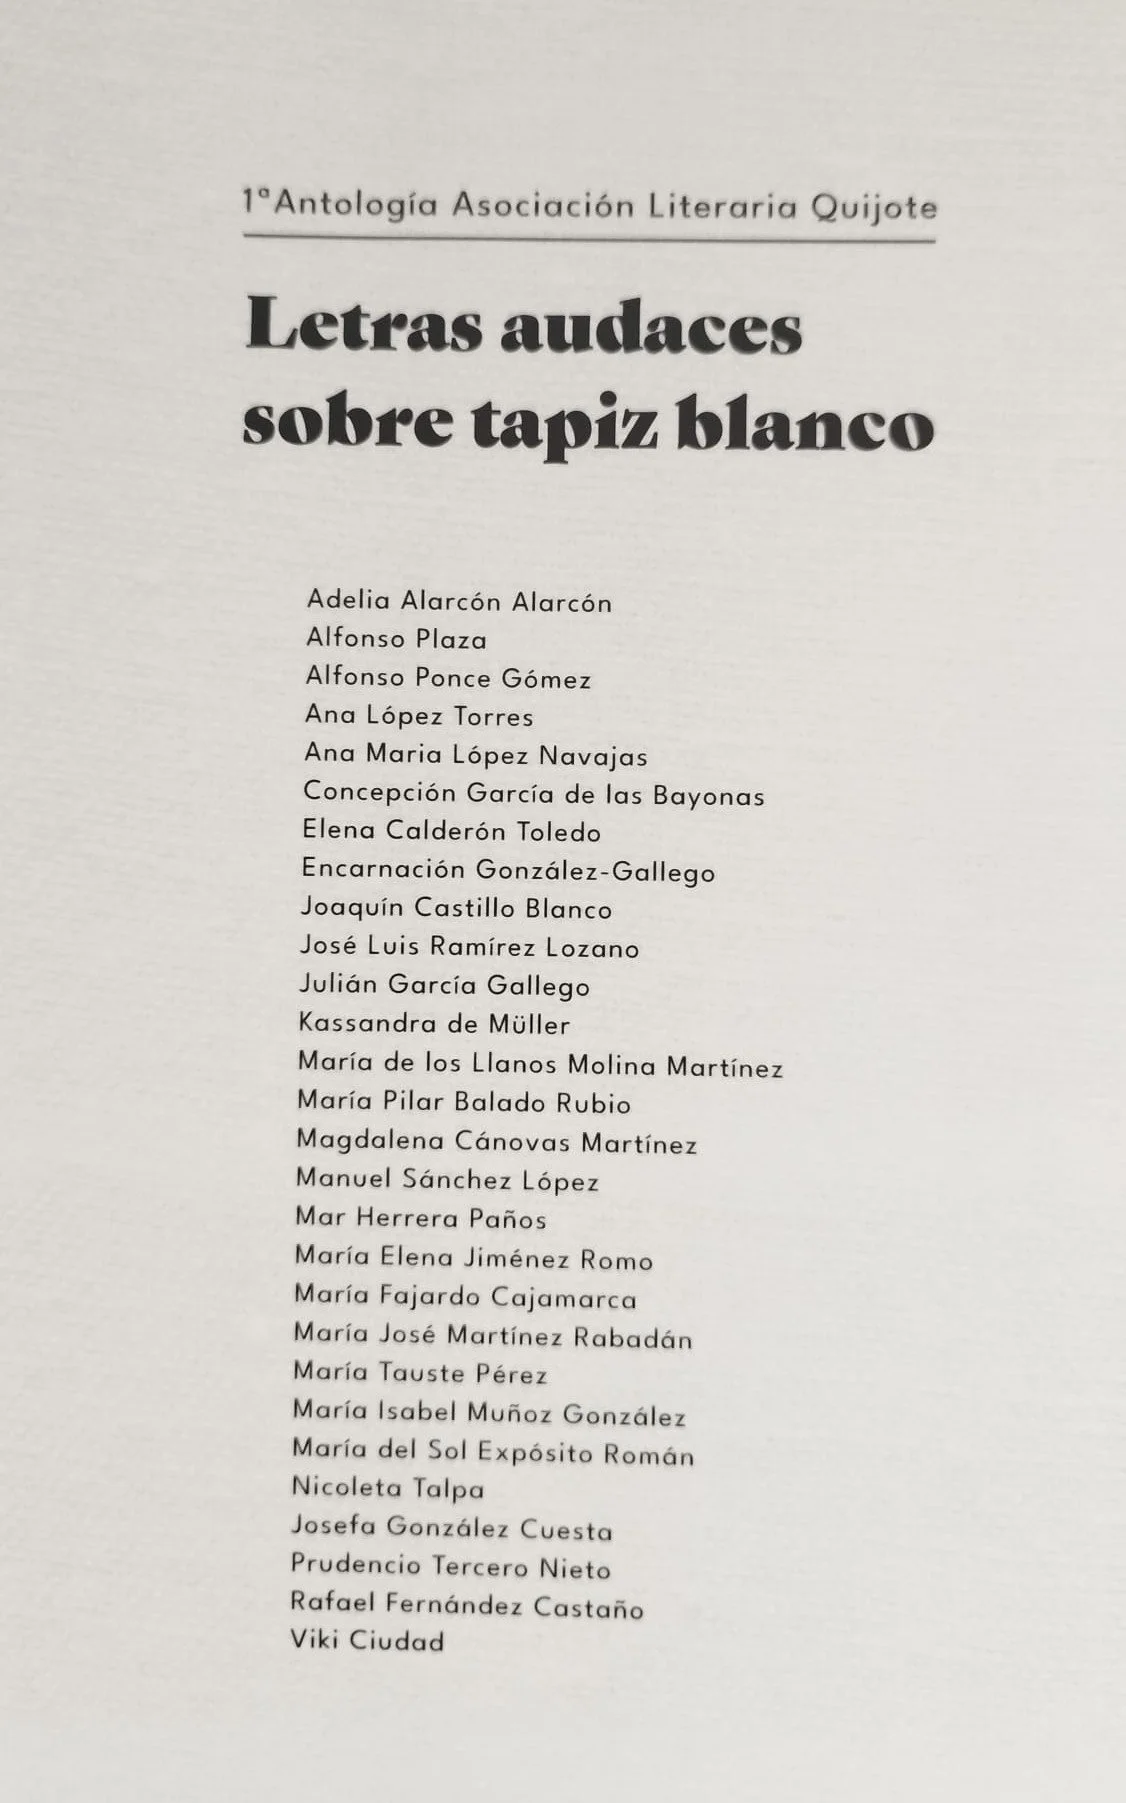 1ªAntología Asociación Literaria Quijote
Letras audaces
sobre tapiz blanco
Adelia Alarcón Alarcón
Alfonso Plaza
Alfonso Ponce Gómez
Ana López Torres
Ana Maria López Navajas
Concepción García de las Bayonas
Elena Calderón Toledo
Encarnación González-Gallego
Joaquín Castillo Blanco
José Luis Ramírez Lozano
Julián García Gallego
Kassandra de Müller
María de los Llanos Molina Martínez
María Pilar Balado Rubio
Magdalena Cánovas Martínez
Manuel Sánchez López
Mar Herrera Paños
María Elena Jiménez Romo
María Fajardo Cajamarca
María José Martínez Rabadán
María Tauste Pérez
María Isabel Muñoz González
María del Sol Expósito Román
Nicoleta Talpa
Josefa González Cuesta
Prudencio Tercero Nieto
Rafael Fernández Castaño
Viki Ciudad